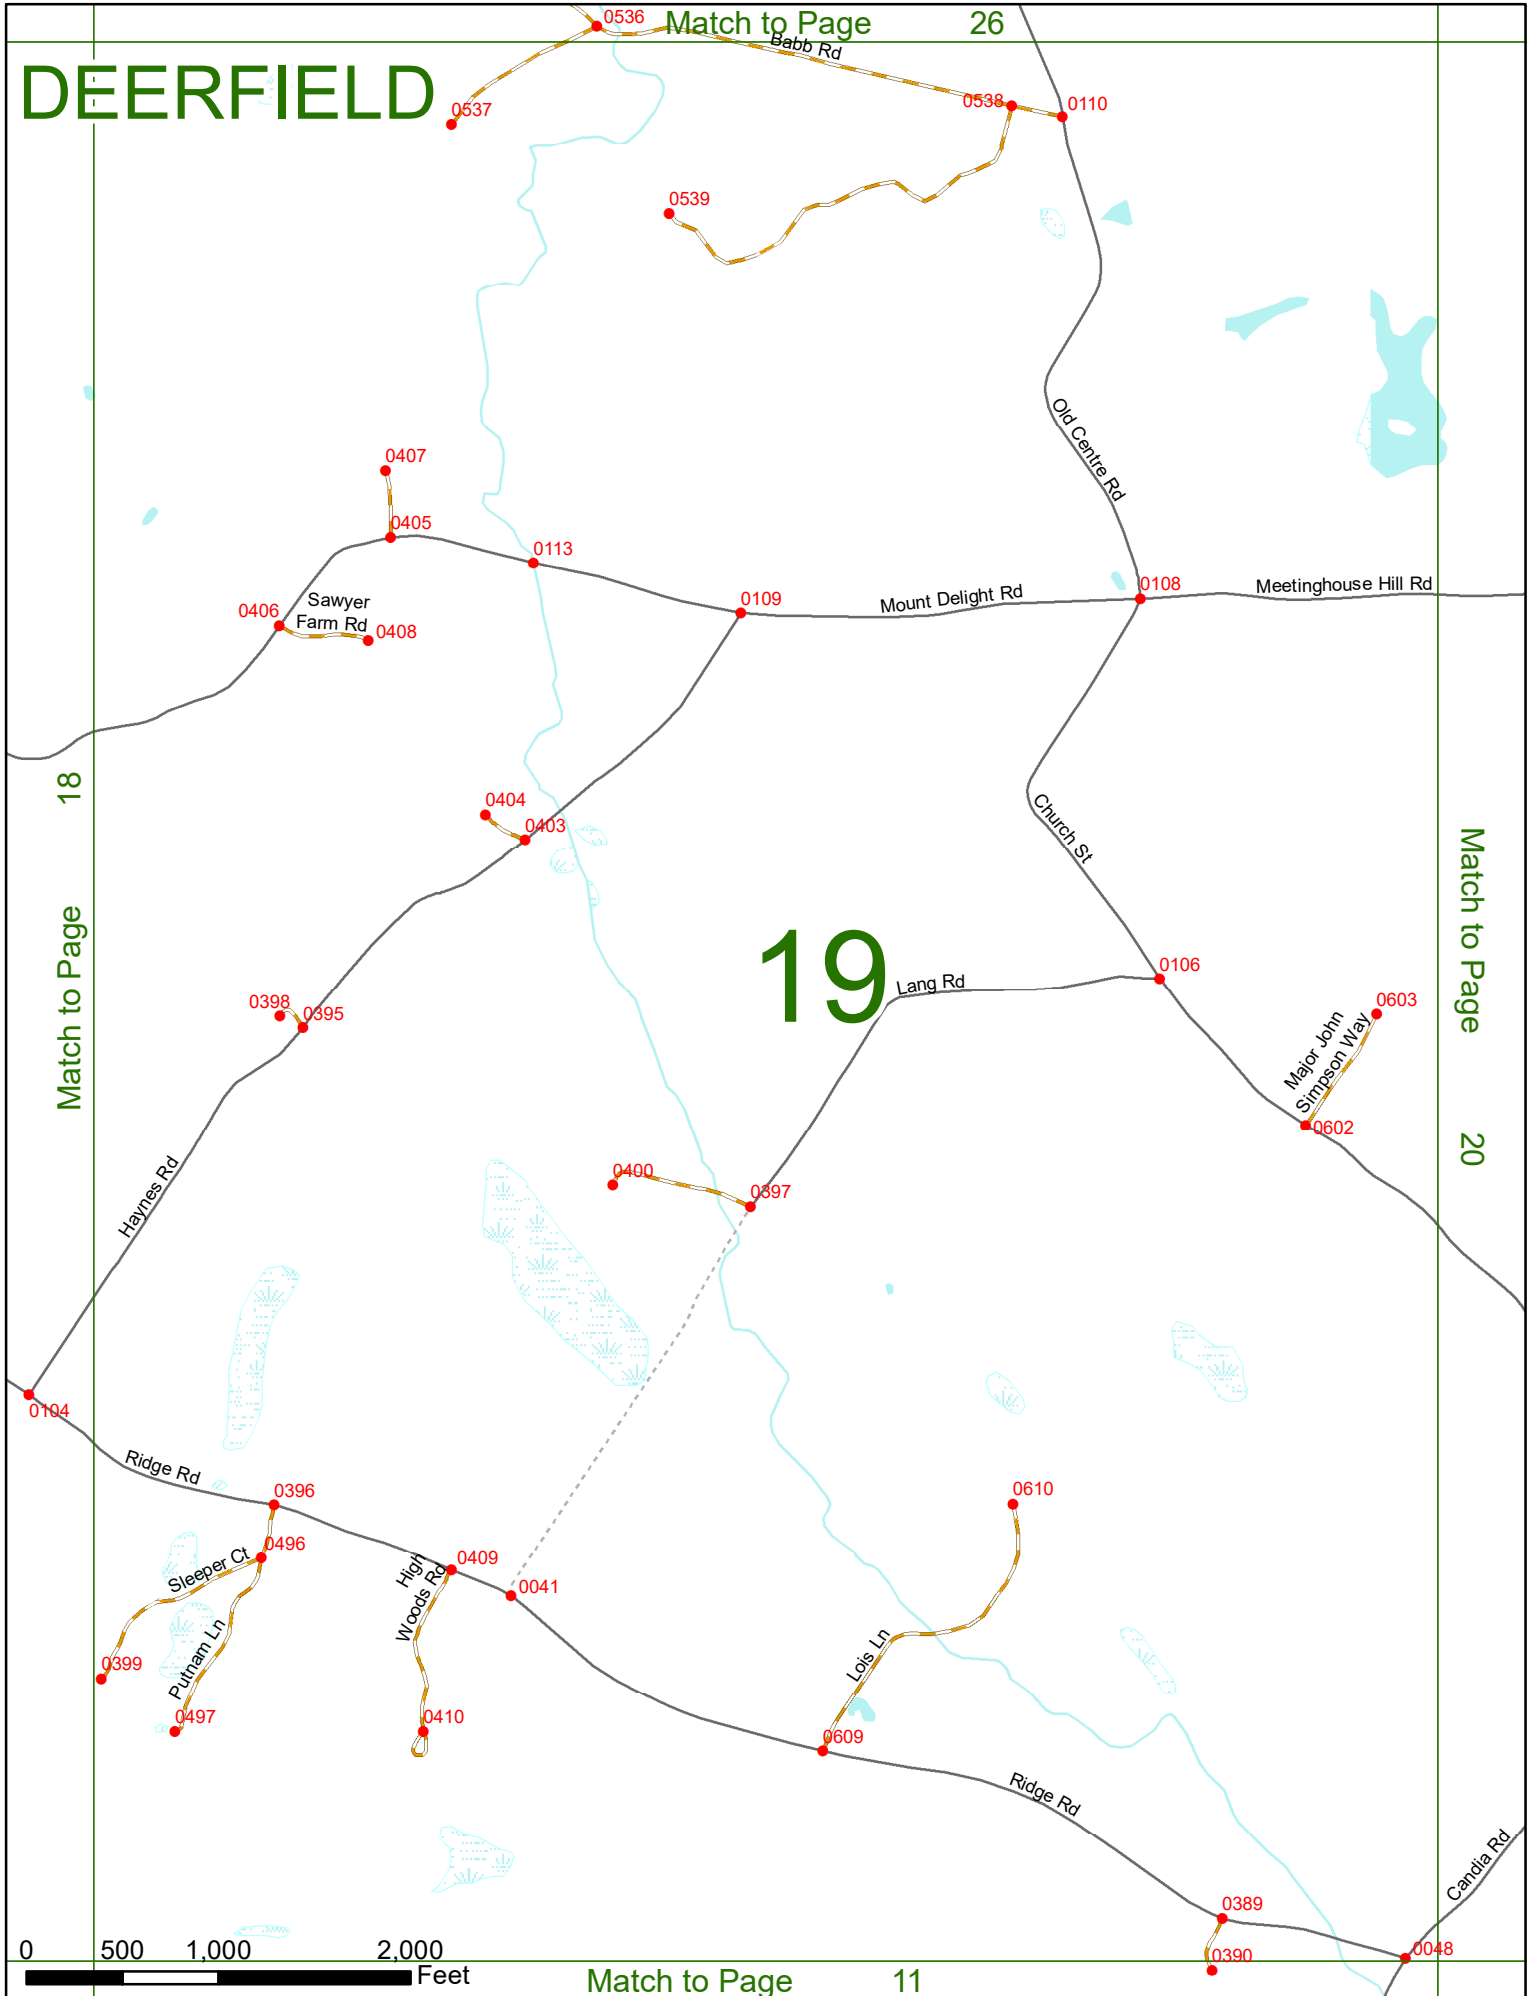 0536
Match to Page 26
Babb Rd
DEERFIELD
0537
0538
0110
0539
Old Centre Rd
0407
0405
0113
0406
Sawyer
Farm Rd
0408
0109
Mount Delight Rd
0108
Meetinghouse Hill Rd
Match to Page 18
0404
0403
Church St
Match to Page 20
19
Lang Rd
0106
0398
0395
0603
Major John
Simpson Way
0602
Haynes Rd
0400
0397
0104
Ridge Rd
0396
0496
Sleeper Ct
High
Woods Rd
0409
0041
0610
0399
Putnam Ln
0497
0410
Lois Ln
0609
Ridge Rd
Candia Rd
0389
0048
0390
0 500 1,000 2,000
Feet
Match to Page 11